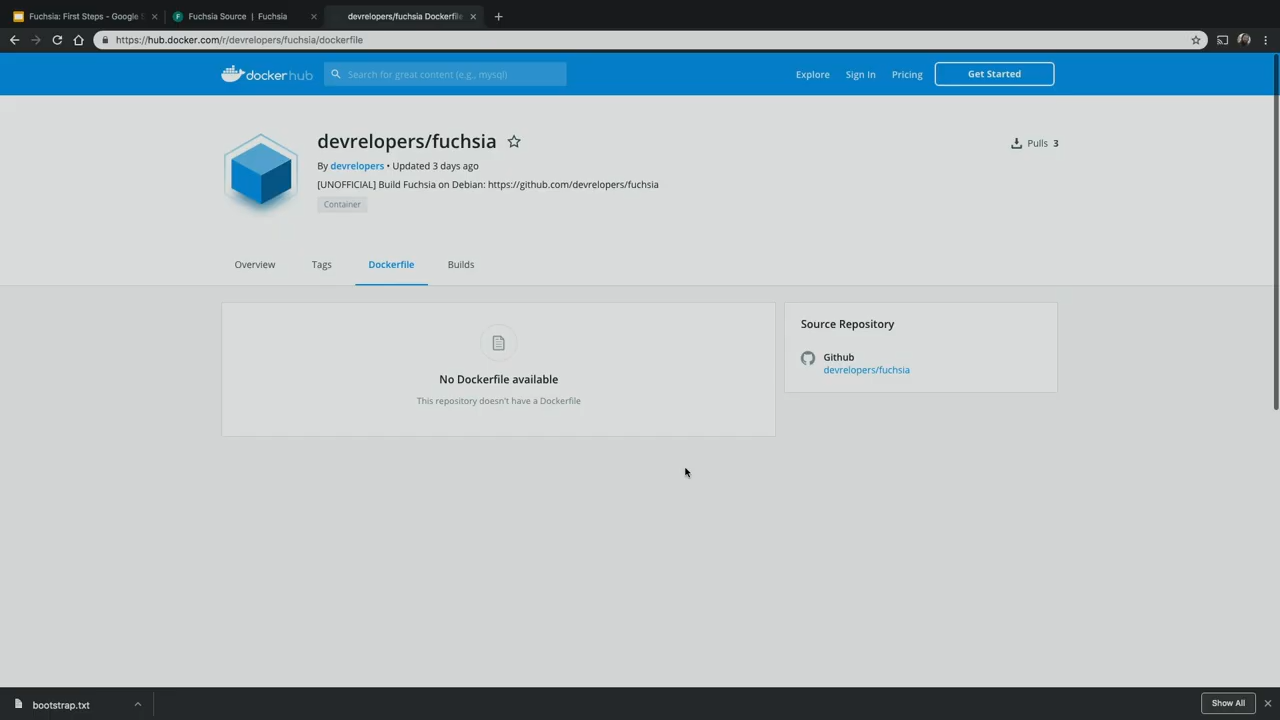 Fuchsia: First Steps - Google S
Fuchsia Source | Fuchsia
devrelopers/fuchsia Dockerfile
https://hub.docker.com/r/devrelopers/fuchsia/dockerfile
docker hub
Search for great content (e.g., mysql)
Explore
Sign In
Pricing
Get Started
devrelopers/fuchsia
Pulls 3
By devrelopers • Updated 3 days ago
[UNOFFICIAL] Build Fuchsia on Debian: https://github.com/devrelopers/fuchsia
Container
Overview
Tags
Dockerfile
Builds
No Dockerfile available
This repository doesn't have a Dockerfile
Source Repository
Github
devrelopers/fuchsia
bootstrap.txt
Show All